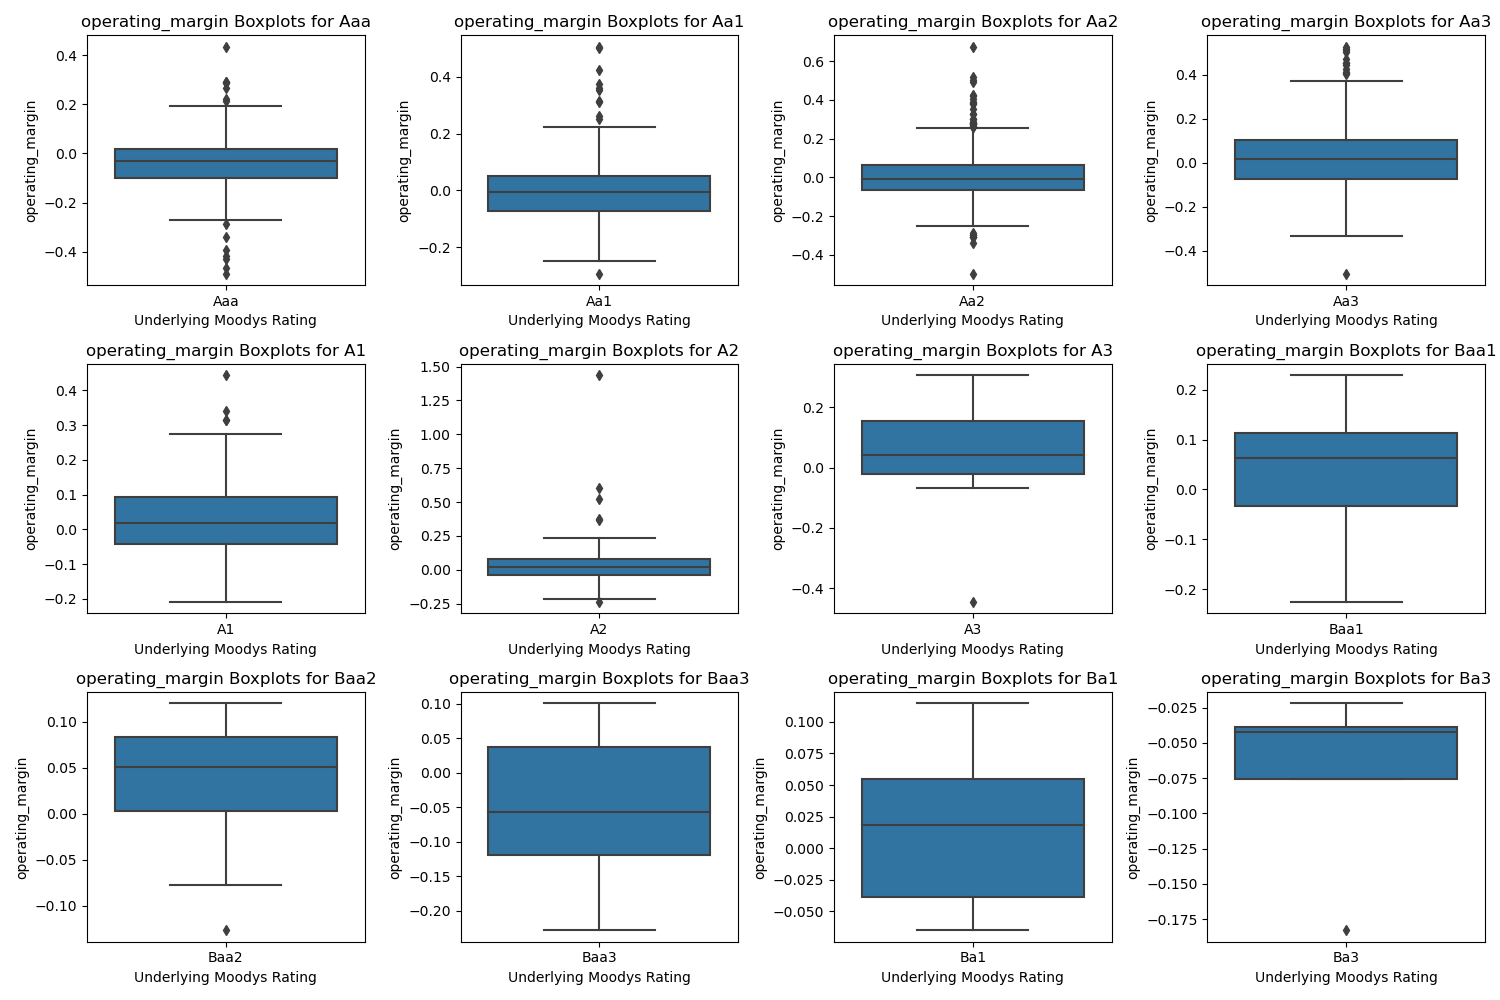 operating_margin Boxplots for Aaa
operating_margin Boxplots for Aa1
operating_margin Boxplots for Aa2
operating_margin Boxplots for Aa3
operating_margin
0.4
0.2
0.0
−0.2
−0.4
Aaa
Underlying Moodys Rating
operating_margin
0.4
0.2
0.0
−0.2
Aa1
Underlying Moodys Rating
operating_margin
0.6
0.4
0.2
0.0
−0.2
−0.4
Aa2
Underlying Moodys Rating
operating_margin
0.4
0.2
0.0
−0.2
−0.4
Aa3
Underlying Moodys Rating
operating_margin Boxplots for A1
operating_margin Boxplots for A2
operating_margin Boxplots for A3
operating_margin Boxplots for Baa1
operating_margin
0.4
0.3
0.2
0.1
0.0
−0.1
−0.2
A1
Underlying Moodys Rating
operating_margin
1.50
1.25
1.00
0.75
0.50
0.25
0.00
−0.25
A2
Underlying Moodys Rating
operating_margin
0.2
0.0
−0.2
−0.4
A3
Underlying Moodys Rating
operating_margin
0.2
0.1
0.0
−0.1
−0.2
Baa1
Underlying Moodys Rating
operating_margin Boxplots for Baa2
operating_margin Boxplots for Baa3
operating_margin Boxplots for Ba1
operating_margin Boxplots for Ba3
operating_margin
0.10
0.05
0.00
−0.05
−0.10
Baa2
Underlying Moodys Rating
operating_margin
0.10
0.05
0.00
−0.05
−0.10
−0.15
−0.20
Baa3
Underlying Moodys Rating
operating_margin
0.100
0.075
0.050
0.025
0.000
−0.025
−0.050
Ba1
Underlying Moodys Rating
operating_margin
−0.025
−0.050
−0.075
−0.100
−0.125
−0.150
−0.175
Ba3
Underlying Moodys Rating